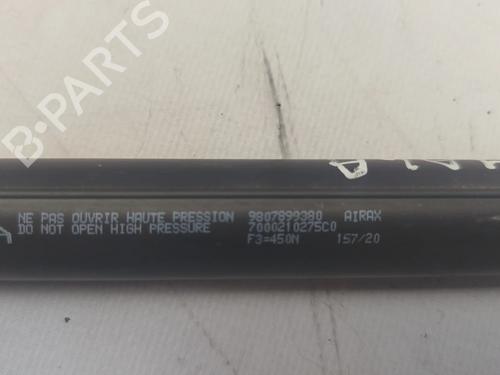 B-PARTS
NE PAS OUVRIR HAUTE PRESSION 9807899380 AIRAX
DO NOT OPEN HIGH PRESSURE 7000210275C0
F3=450N 157/20